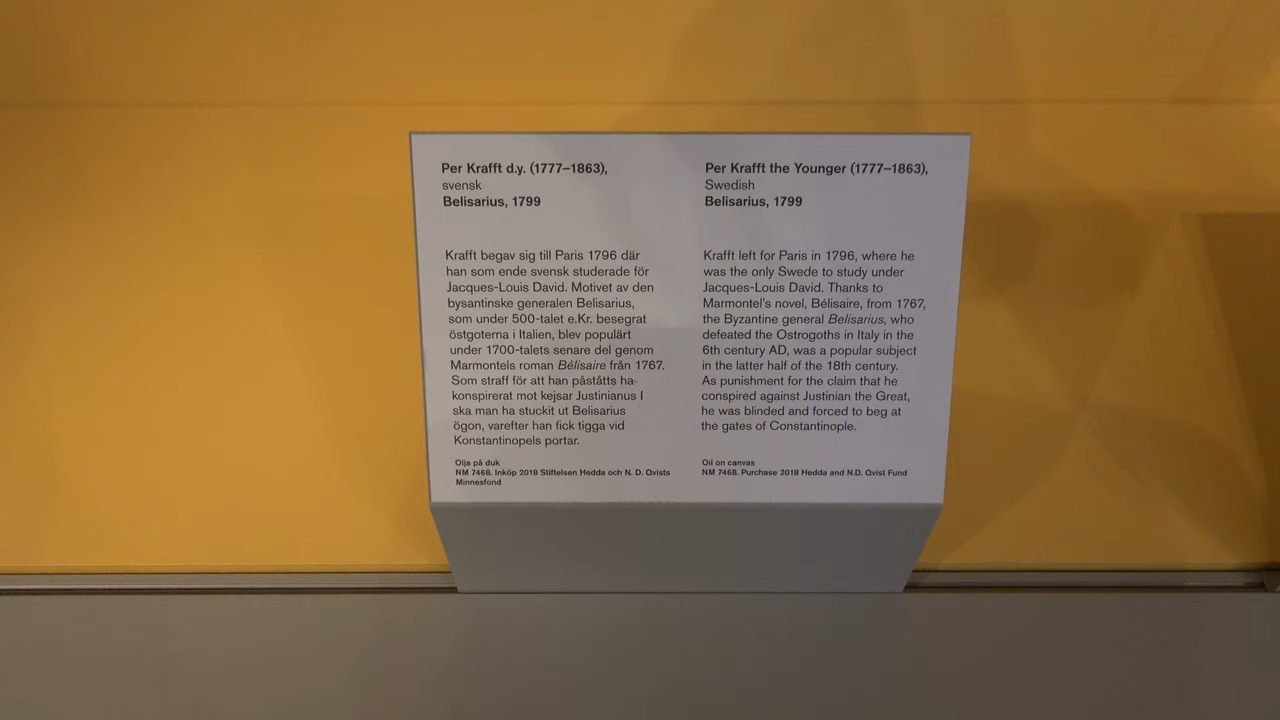 Per Krafft d.y. (1777–1863),
svensk
Belisarius, 1799
Krafft begav sig till Paris 1796 där
han som ende svensk studerade för
Jacques-Louis David. Motivet av den
bysantinske generalen Belisarius,
som under 500-talet e.Kr. besegrat
östgoterna i Italien, blev populärt
under 1700-talets senare del genom
Marmontels roman Bélisaire från 1767.
Som straff för att han påståtts ha
konspirerat mot kejsar Justinianus I
ska man ha stuckit ut Belisarius
ögon, varefter han fick tigga vid
Konstantinopels portar.
Olja på duk
NM 7468. Inköp 2018 Stiftelsen Hedda och N. D. Qvists
Minnesfond
Per Krafft the Younger (1777–1863),
Swedish
Belisarius, 1799
Krafft left for Paris in 1796, where he
was the only Swede to study under
Jacques-Louis David. Thanks to
Marmontel's novel, Bélisaire, from 1767,
the Byzantine general Belisarius, who
defeated the Ostrogoths in Italy in the
6th century AD, was a popular subject
in the latter half of the 18th century.
As punishment for the claim that he
conspired against Justinian the Great,
he was blinded and forced to beg at
the gates of Constantinople.
Oil on canvas
NM 7468. Purchase 2018 Hedda and N.D. Qvist Fund